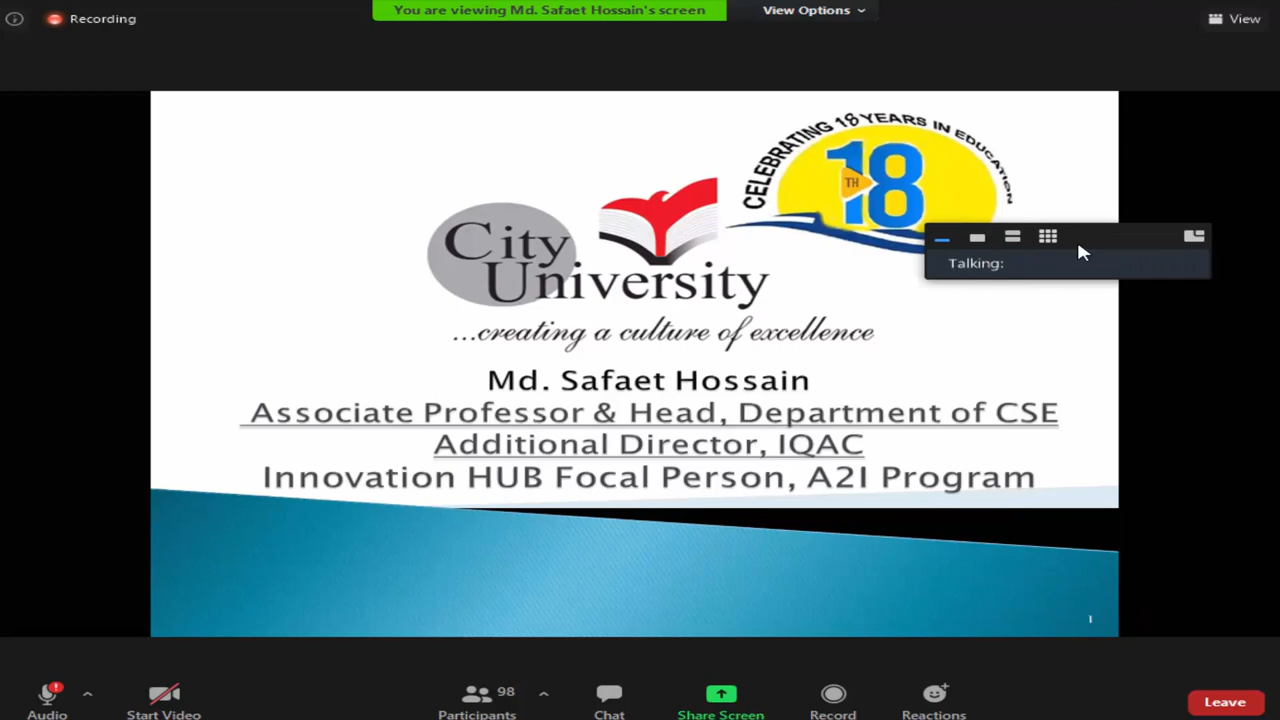 Recording
You are viewing Md. Safaet Hossain's screen
View Options
View
CELEBRATING 18 YEARS IN EDUCATION
18
TH
City
University
...creating a culture of excellence
Talking:
Md. Safaet Hossain
Associate Professor & Head, Department of CSE
Additional Director, IQAC
Innovation HUB Focal Person, A2I Program
1
Audio
Start Video
98
Participants
Chat
Share Screen
Record
Reactions
Leave